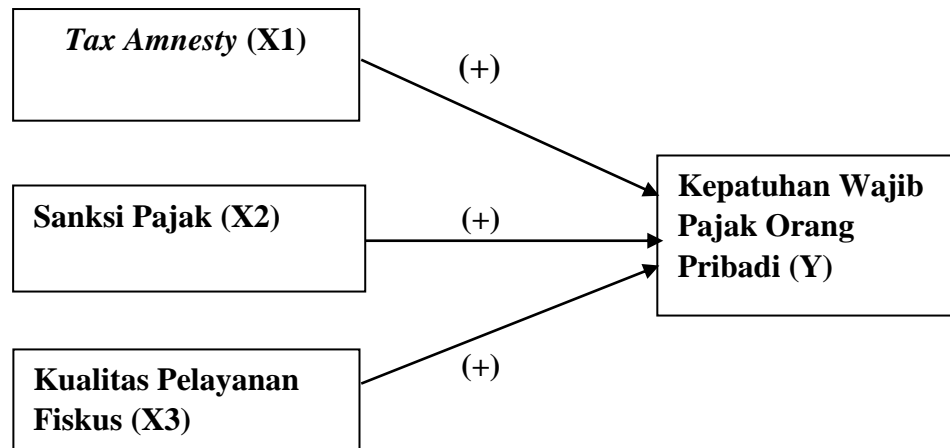 Tax Amnesty (X1)
(+)
Sanksi Pajak (X2)
(+)
Kepatuhan Wajib
Pajak Orang
Pribadi (Y)
Kualitas Pelayanan
Fiskus (X3)
(+)